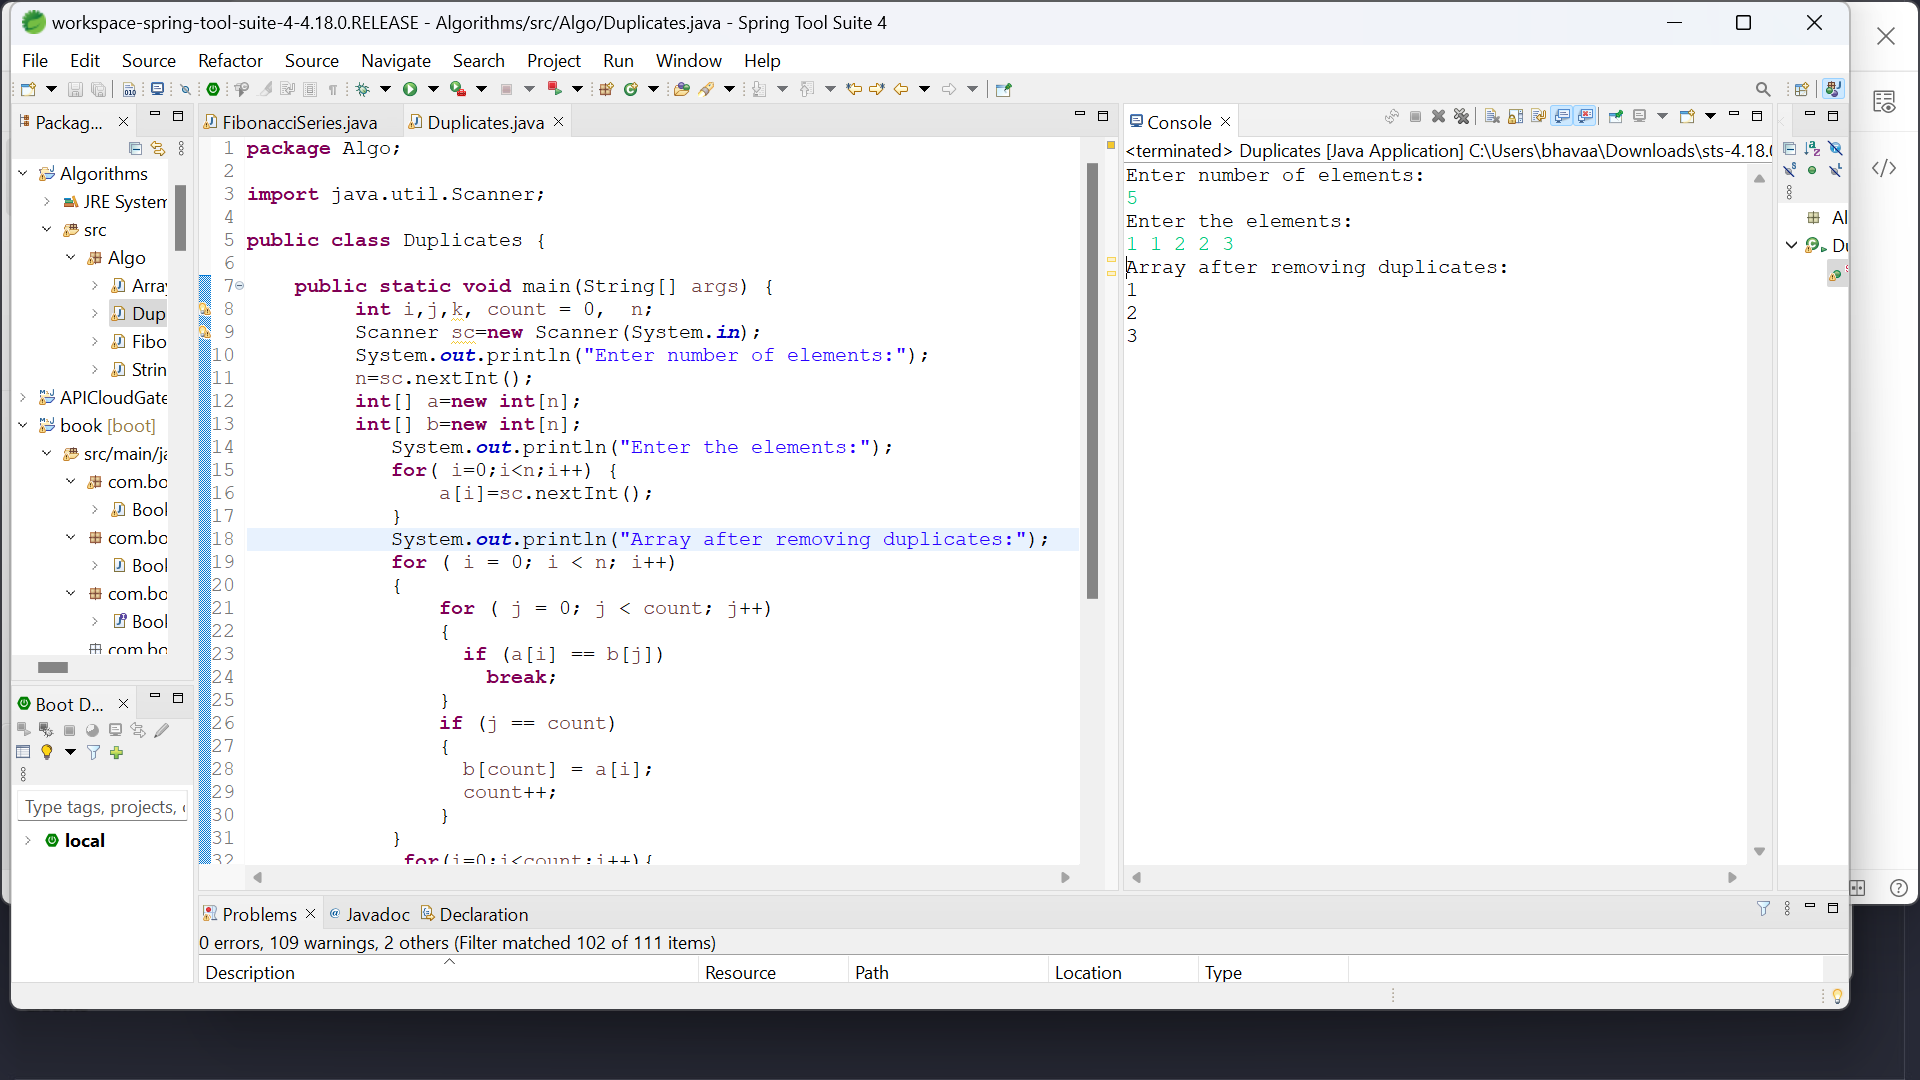 workspace-spring-tool-suite-4-4.18.0.RELEASE - Algorithms/src/Algo/Duplicates.java - Spring Tool Suite 4
File Edit Source Refactor Source Navigate Search Project Run Window Help
Packag...
Algorithms
JRE System
src
Algo
Array
Dup
Fibo
Strin
APICloudGate
book [boot]
src/main/ja
com.bo
Bool
com.bo
Bool
com.bo
Bool
com.bo
Boot D...
Type tags, projects,
local
FibonacciSeries.java Duplicates.java
1 package Algo;
2
3 import java.util.Scanner;
4
5 public class Duplicates {
6
7 public static void main(String[] args) {
8 int i,j,k, count = 0, n;
9 Scanner sc=new Scanner(System.in);
10 System.out.println("Enter number of elements:");
11 n=sc.nextInt();
12 int[] a=new int[n];
13 int[] b=new int[n];
14 System.out.println("Enter the elements:");
15 for( i=0;i<n;i++) {
16 a[i]=sc.nextInt();
17 }
18 System.out.println("Array after removing duplicates:");
19 for ( i = 0; i < n; i++)
20 {
21 for ( j = 0; j < count; j++)
22 {
23 if (a[i] == b[j])
24 break;
25 }
26 if (j == count)
27 {
28 b[count] = a[i];
29 count++;
30 }
31 }
32 for(i=0;i<count;i++){
Console
<terminated> Duplicates [Java Application] C:\Users\bhavaa\Downloads\sts-4.18.0
Enter number of elements:
5
Enter the elements:
1 1 2 2 3
Array after removing duplicates:
1
2
3
Al
Du
Problems Javadoc Declaration
0 errors, 109 warnings, 2 others (Filter matched 102 of 111 items)
Description Resource Path Location Type